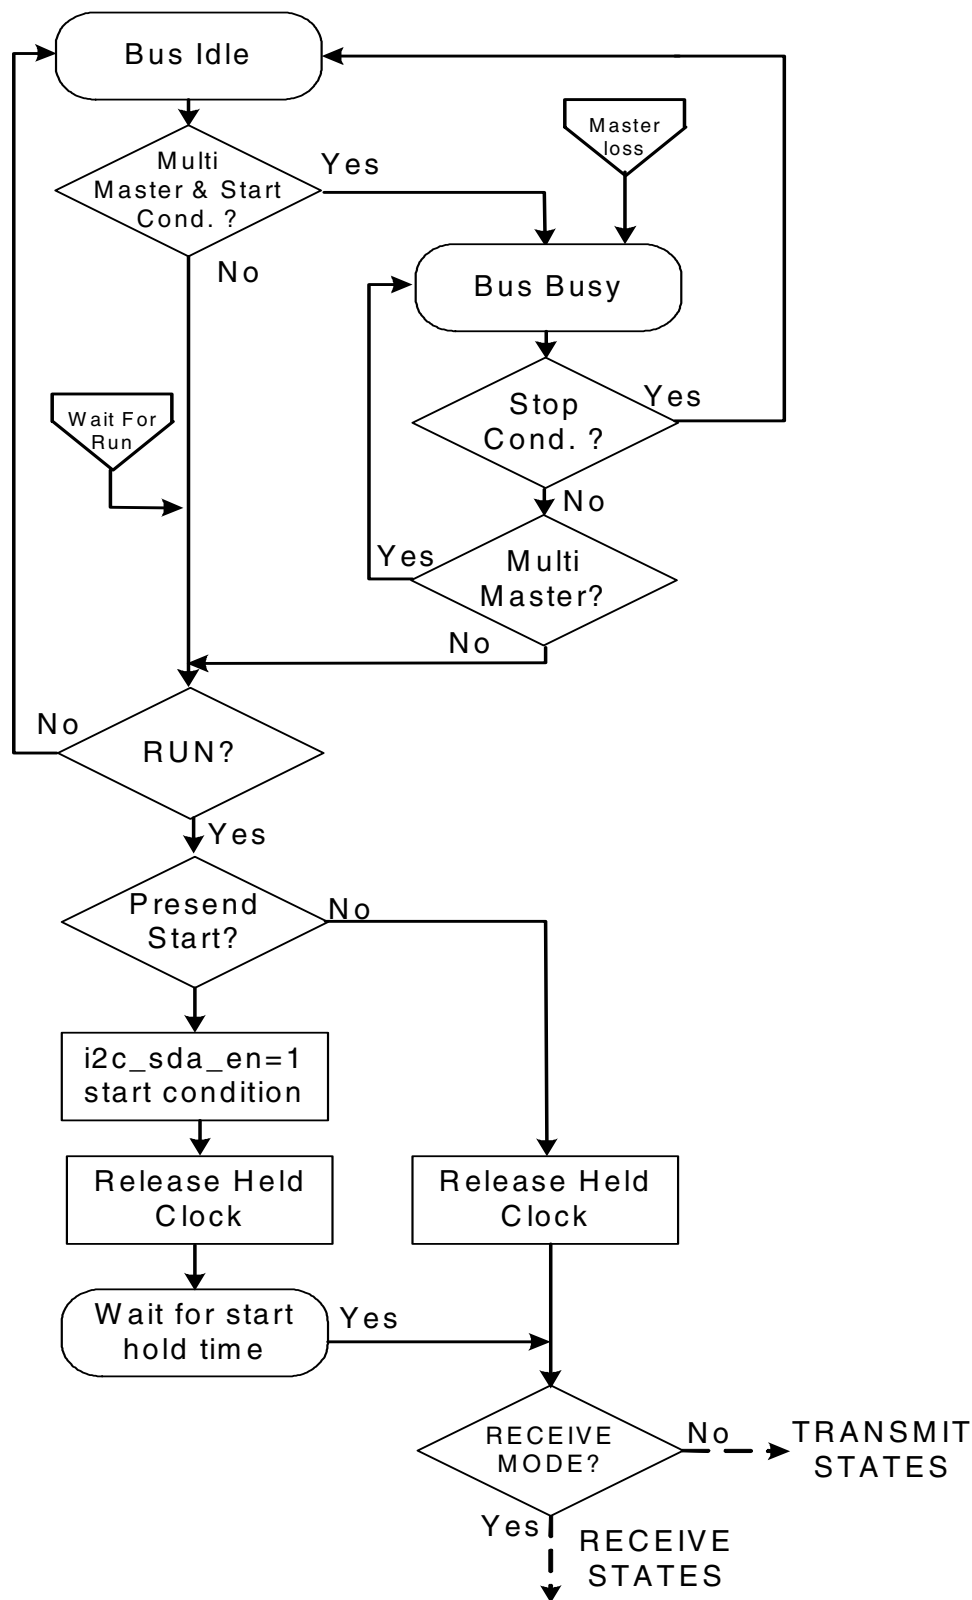 Bus Idle
Multi
Master & Start
Cond. ?
Yes
No
Master
loss
Bus Busy
Stop
Cond. ?
Yes
No
Wait For
Run
Multi
Master?
Yes
No
RUN?
No
Yes
Presend
Start?
No
i2c_sda_en=1
start condition
Release Held
Clock
Release Held
Clock
Wait for start
hold time
Yes
RECEIVE
MODE?
No
TRANSMIT
STATES
Yes
RECEIVE
STATES